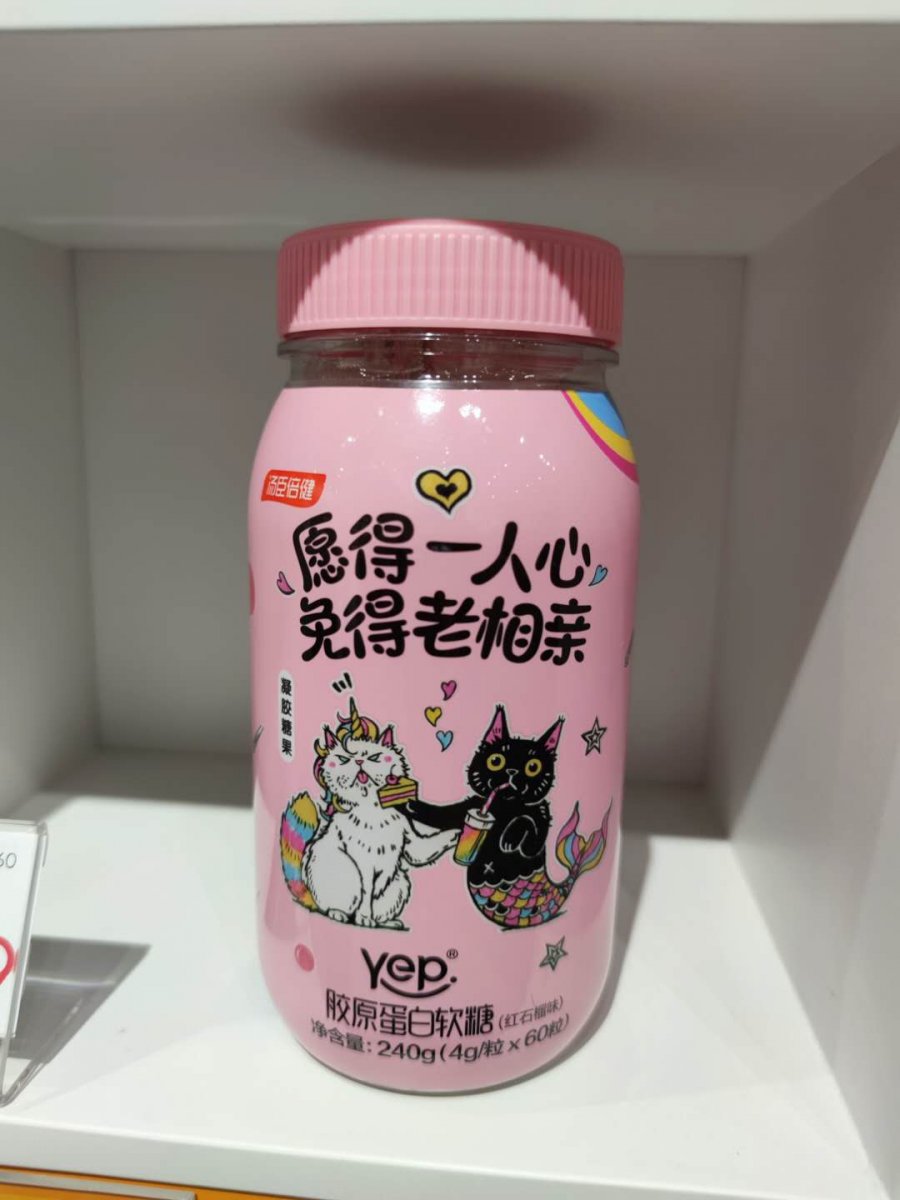 汤臣倍健
愿得一人心
免得老相亲
凝胶糖果
Yep.®
胶原蛋白软糖(红石榴味)
净含量:240g(4g/粒×60粒)
60